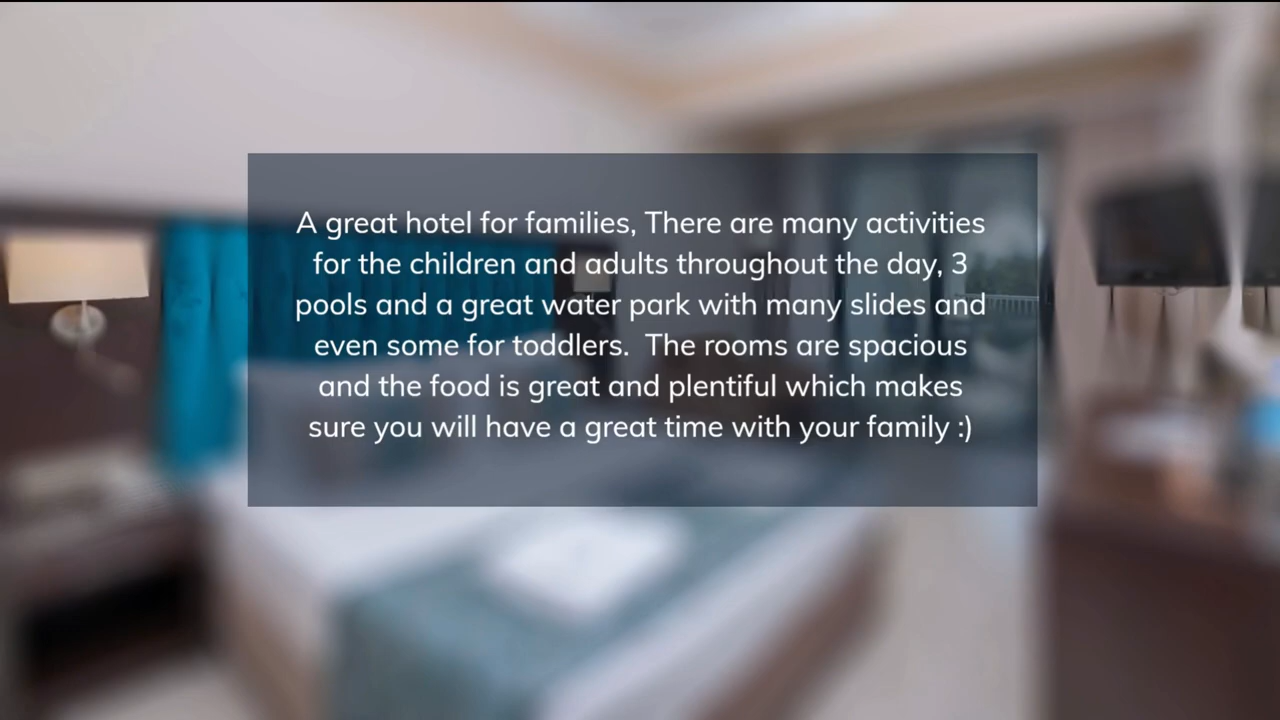 A great hotel for families, There are many activities
for the children and adults throughout the day, 3
pools and a great water park with many slides and
even some for toddlers.  The rooms are spacious
and the food is great and plentiful which makes
sure you will have a great time with your family :)